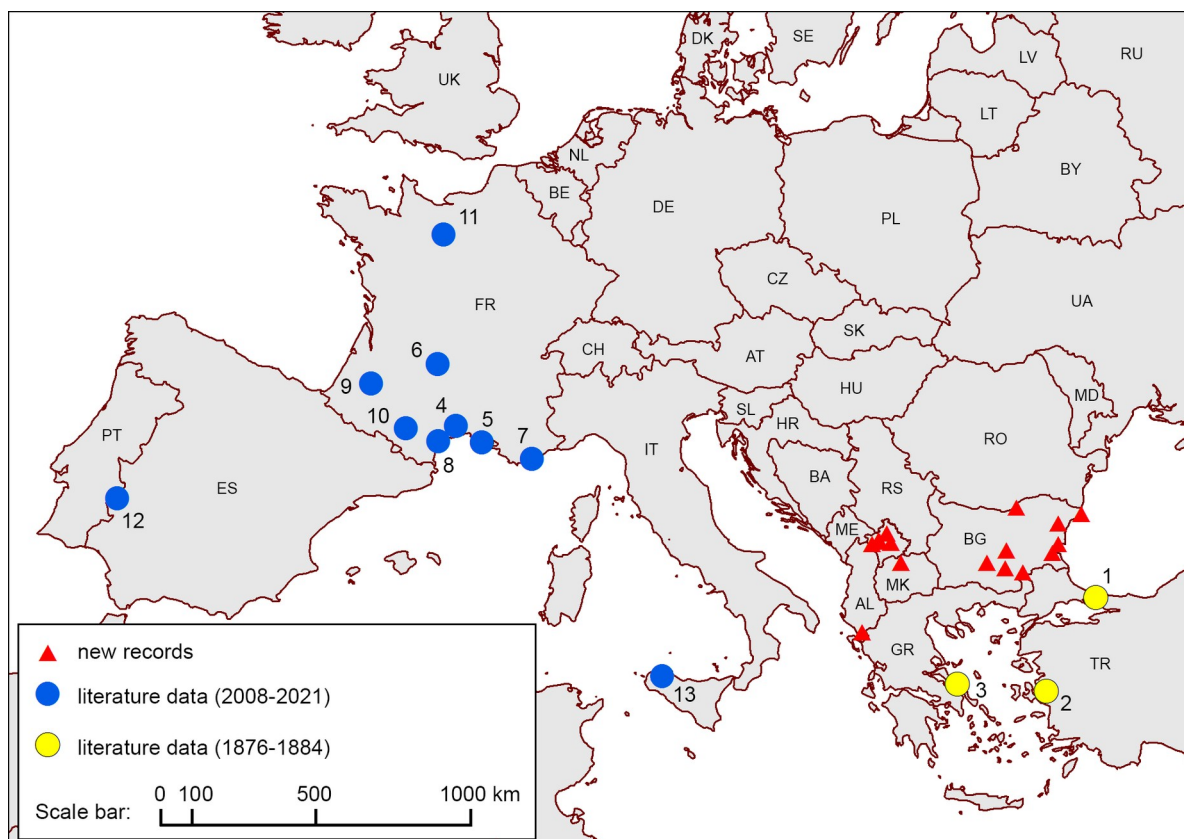 DK
SE
LV
RU
UK
LT
NL
BY
BE
DE
PL
11
CZ
UA
FR
SK
CH
AT
6
HU
MD
9
4
SL
HR
10
5
7
RO
PT
IT
8
BA
RS
ES
12
ME
BG
MK
1
AL
GR
TR
13
3
2
new records
literature data (2008-2021)
literature data (1876-1884)
0 100 500 1000 km
Scale bar: